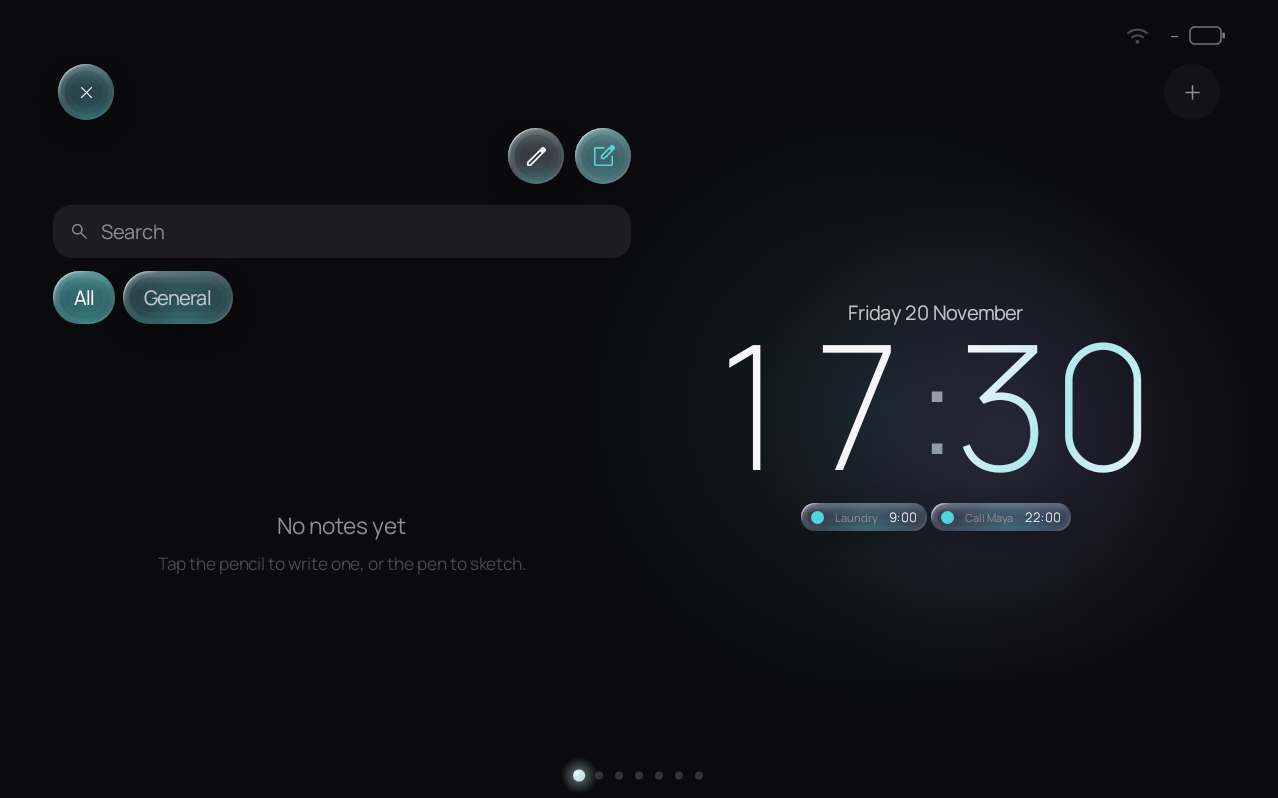 Search
All General
Friday 20 November
17:30
Laundry 9:00 Call Maya 22:00
No notes yet
Tap the pencil to write one, or the pen to sketch.